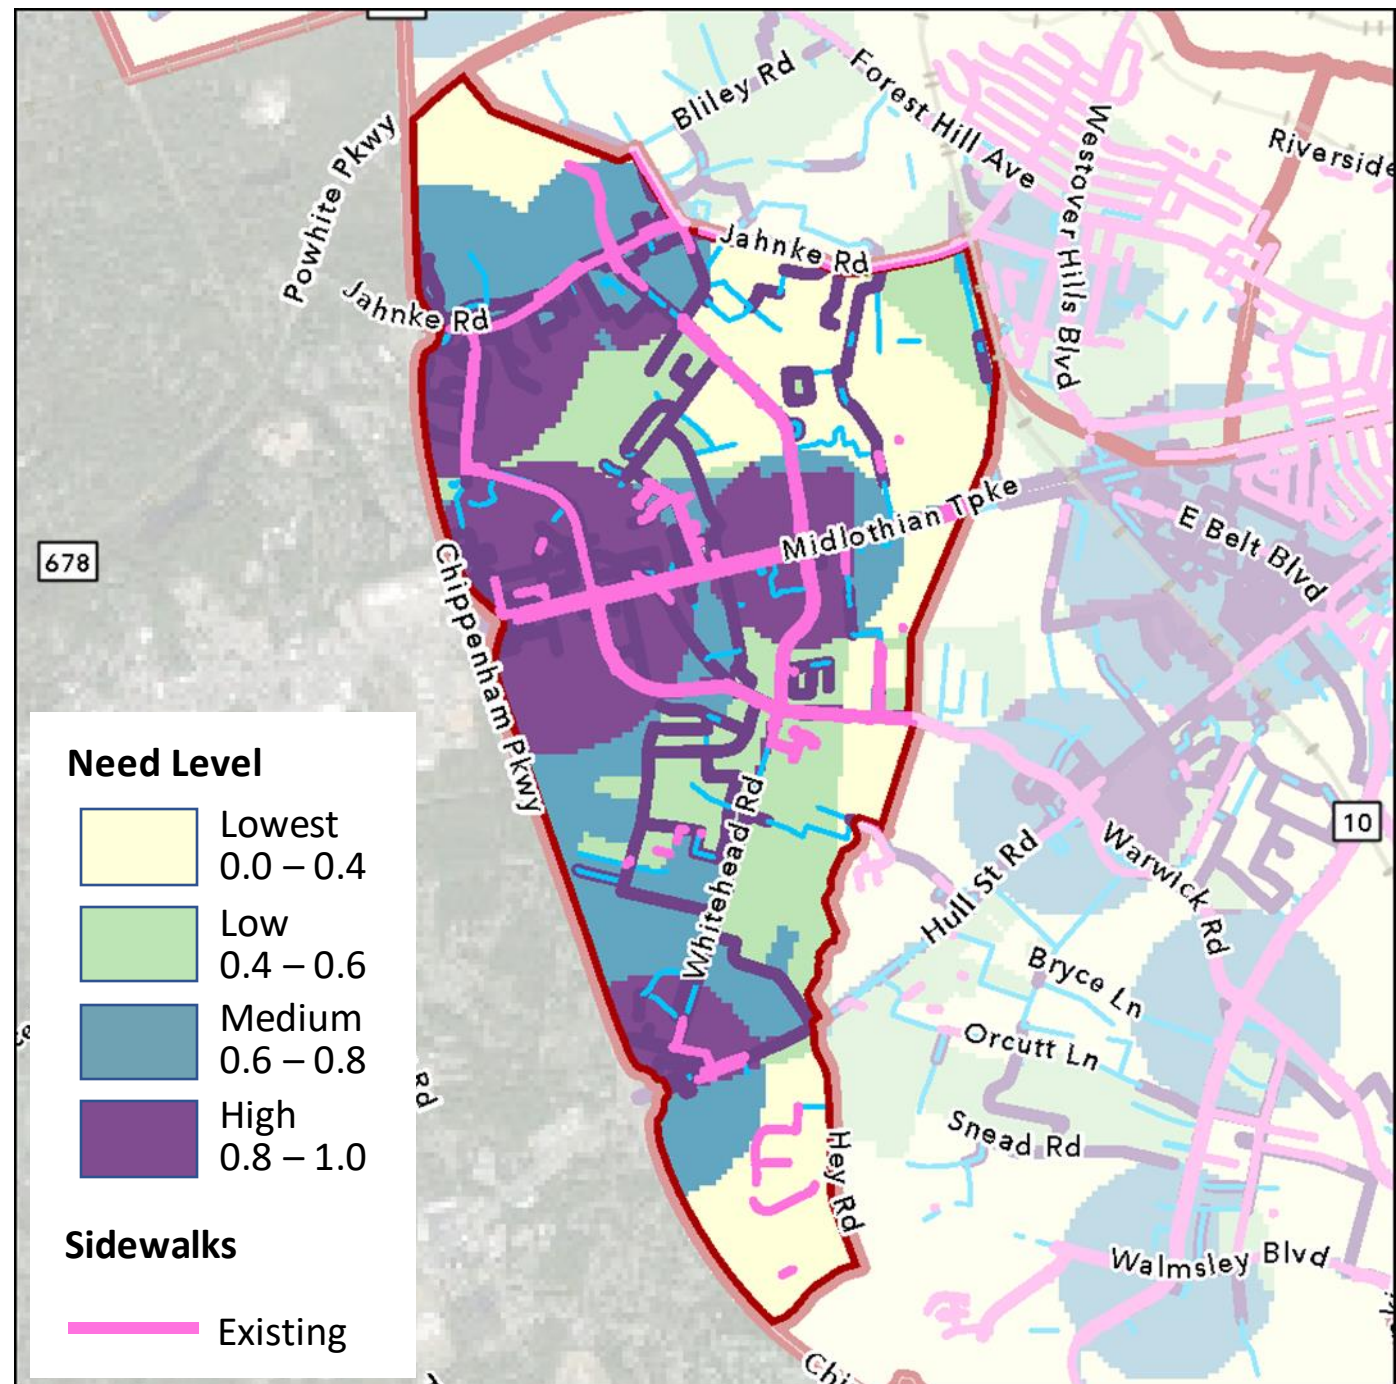 Bliley Rd
Forest Hill Ave
Westover Hills Blvd
Riverside
Powhite Pkwy
Jahnke Rd
Jahnke Rd
Midlothian Tpke
E Belt Blvd
678
Chippenham Pkwy
Whitehead Rd
10
Hull St Rd
Warwick Rd
Bryce Ln
Orcutt Ln
Snead Rd
Hey Rd
Walmsley Blvd
Rd
Chi
Need Level
Lowest
0.0 – 0.4
Low
0.4 – 0.6
Medium
0.6 – 0.8
High
0.8 – 1.0
Sidewalks
Existing